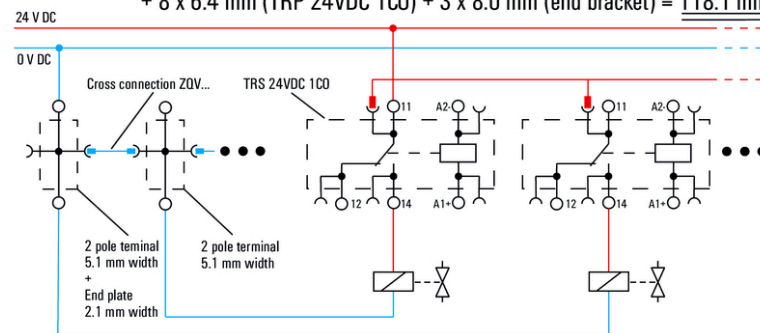 + 8 x 6.4 mm (TRP 24VDC 1CO) + 3 x 8.0 mm (end bracket) = 118.1 mm
24 V DC
0 V DC
Cross connection ZQV...
TRS 24VDC 1CO
11
A2-
11
A2-
12
14
A1+
12
14
A1+
2 pole teminal
5.1 mm width
+
End plate
2.1 mm width
2 pole terminal
5.1 mm width